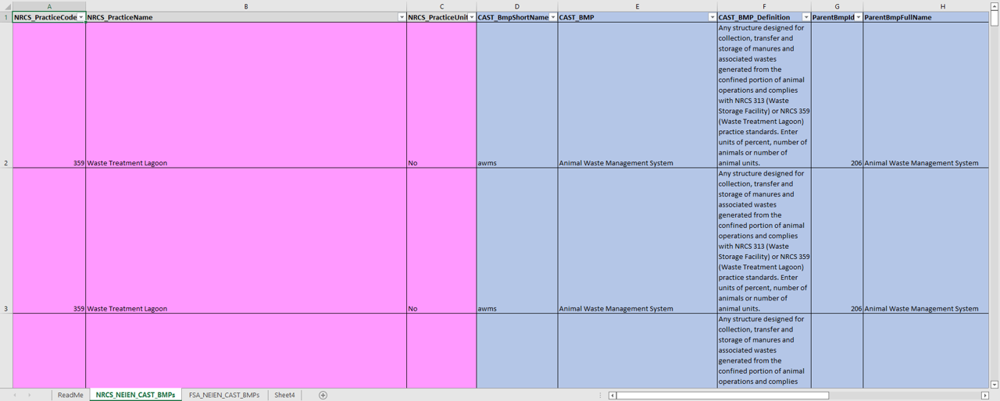 A B C D E F G H
1 NRCS_PracticeCode NRCS_PracticeName NRCS_PracticeUnit CAST_BmpShortName CAST_BMP CAST_BMP_Definition ParentBmpId ParentBmpFullName
Any structure designed for
collection, transfer and
storage of manures and
associated wastes
generated from the
confined portion of animal
operations and complies
with NRCS 313 (Waste
Storage Facility) or NRCS 359
(Waste Treatment Lagoon)
practice standards. Enter
units of percent, number of
animals or number of
2 359 Waste Treatment Lagoon No awms Animal Waste Management System animal units. 206 Animal Waste Management System
Any structure designed for
collection, transfer and
storage of manures and
associated wastes
generated from the
confined portion of animal
operations and complies
with NRCS 313 (Waste
Storage Facility) or NRCS 359
(Waste Treatment Lagoon)
practice standards. Enter
units of percent, number of
animals or number of
3 359 Waste Treatment Lagoon No awms Animal Waste Management System animal units. 206 Animal Waste Management System
Any structure designed for
collection, transfer and
storage of manures and
associated wastes
generated from the
confined portion of animal
operations and complies
ReadMe NRCS_NEIEN_CAST_BMPs FSA_NEIEN_CAST_BMPs Sheet4